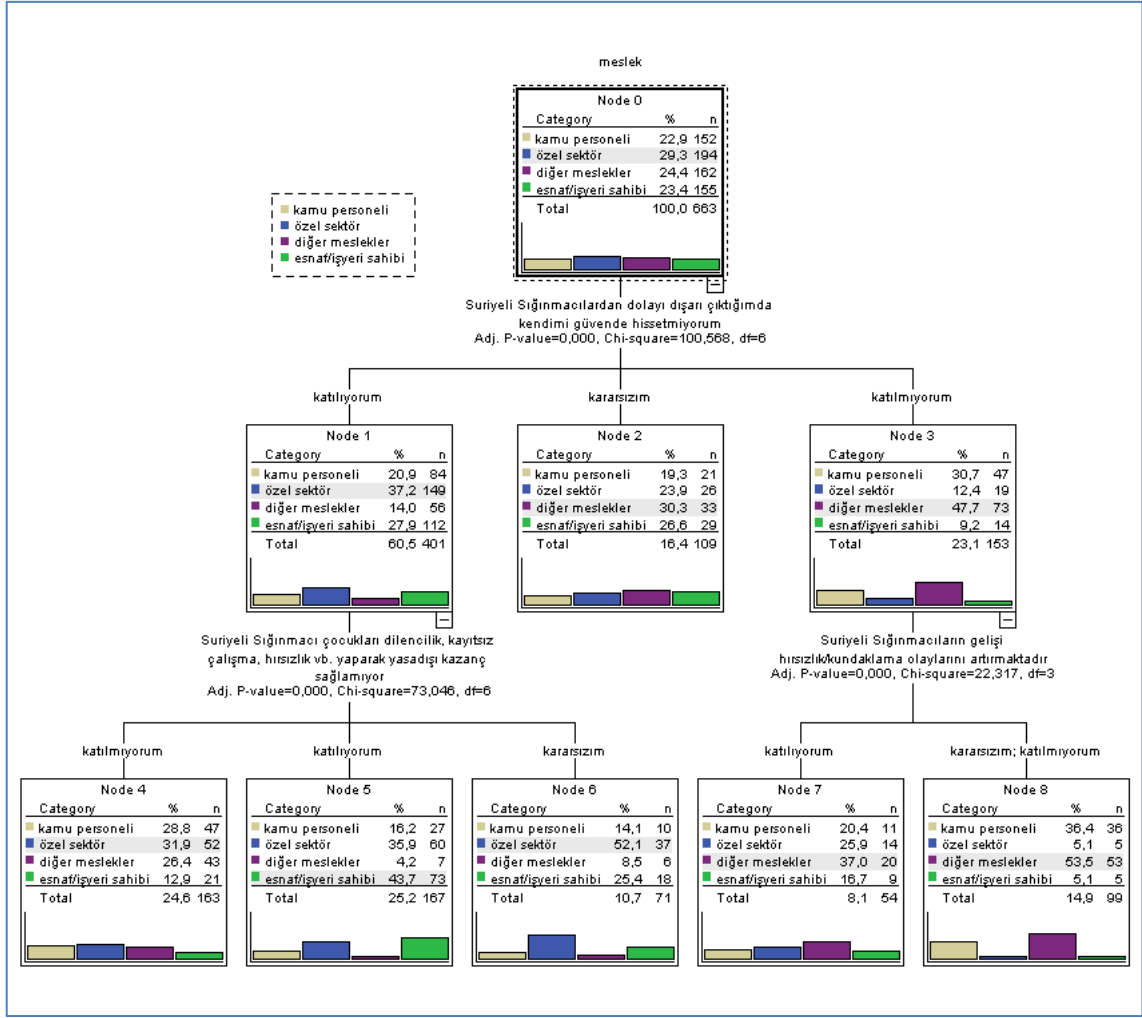 meslek
Node 0
Category % n
kamu personeli 22,9 152
özel sektör 29,3 194
diğer meslekler 24,4 162
esnaf/işyeri sahibi 23,4 155
Total 100,0 663
kamu personeli
özel sektör
diğer meslekler
esnaf/işyeri sahibi
Suriyeli Sığınmacılardan dolayı dışarı çıktığımda
kendimi güvende hissetmiyorum
Adj. P-value=0,000, Chi-square=100,568, df=6
katılıyorum
kararsızım
katılmıyorum
Node 1
Category % n
kamu personeli 20,9 84
özel sektör 37,2 149
diğer meslekler 14,0 56
esnaf/işyeri sahibi 27,9 112
Total 60,5 401
Node 2
Category % n
kamu personeli 19,3 21
özel sektör 23,9 26
diğer meslekler 30,3 33
esnaf/işyeri sahibi 26,6 29
Total 16,4 109
Node 3
Category % n
kamu personeli 30,7 47
özel sektör 12,4 19
diğer meslekler 47,7 73
esnaf/işyeri sahibi 9,2 14
Total 23,1 153
Suriyeli Sığınmacı çocukları dilencilik, kayıtsız
çalışma, hırsızlık vb. yaparak yasadışı kazanç
sağlamıyor
Adj. P-value=0,000, Chi-square=73,046, df=6
Suriyeli Sığınmacıların gelişi
hırsızlık/kundaklama olaylarını artırmaktadır
Adj. P-value=0,000, Chi-square=22,317, df=3
katılmıyorum
katılıyorum
kararsızım
katılıyorum
kararsızım; katılmıyorum
Node 4
Category % n
kamu personeli 28,8 47
özel sektör 31,9 52
diğer meslekler 26,4 43
esnaf/işyeri sahibi 12,9 21
Total 24,6 163
Node 5
Category % n
kamu personeli 16,2 27
özel sektör 35,9 60
diğer meslekler 4,2 7
esnaf/işyeri sahibi 43,7 73
Total 25,2 167
Node 6
Category % n
kamu personeli 14,1 10
özel sektör 52,1 37
diğer meslekler 8,5 6
esnaf/işyeri sahibi 25,4 18
Total 10,7 71
Node 7
Category % n
kamu personeli 20,4 11
özel sektör 25,9 14
diğer meslekler 37,0 20
esnaf/işyeri sahibi 16,7 9
Total 8,1 54
Node 8
Category % n
kamu personeli 36,4 36
özel sektör 5,1 5
diğer meslekler 53,5 53
esnaf/işyeri sahibi 5,1 5
Total 14,9 99